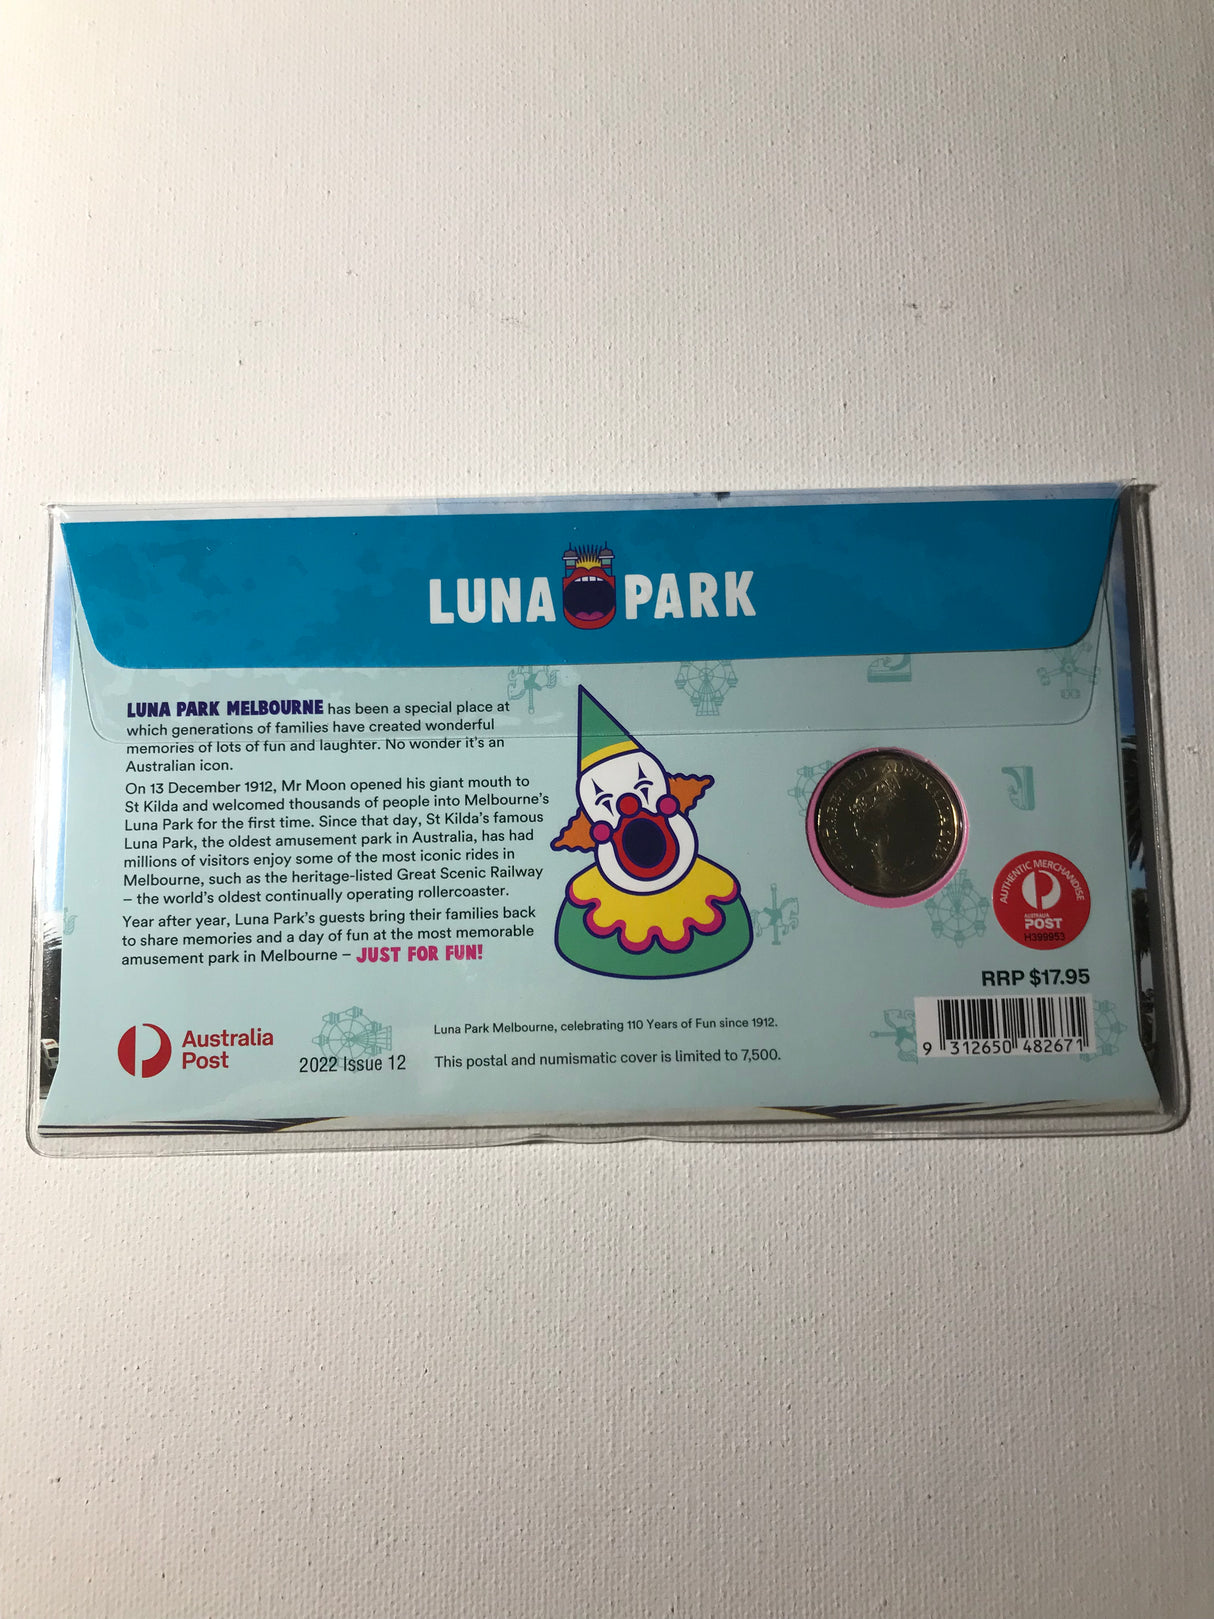 LUNA PARK
LUNA PARK MELBOURNE has been a special place at
which generations of families have created wonderful
memories of lots of fun and laughter. No wonder it's an
Australian icon.
On 13 December 1912, Mr Moon opened his giant mouth to
St Kilda and welcomed thousands of people into Melbourne's
Luna Park for the first time. Since that day, St Kilda's famous
Luna Park, the oldest amusement park in Australia, has had
millions of visitors enjoy some of the most iconic rides in
Melbourne, such as the heritage-listed Great Scenic Railway
– the world's oldest continually operating rollercoaster.
Year after year, Luna Park's guests bring their families back
to share memories and a day of fun at the most memorable
amusement park in Melbourne – JUST FOR FUN!
Australia
Post
2022 Issue 12
Luna Park Melbourne, celebrating 110 Years of Fun since 1912.
This postal and numismatic cover is limited to 7,500.
AUTHENTIC MERCHANDISE
AUSTRALIA
POST
H399953
RRP $17.95
9 312650 482671